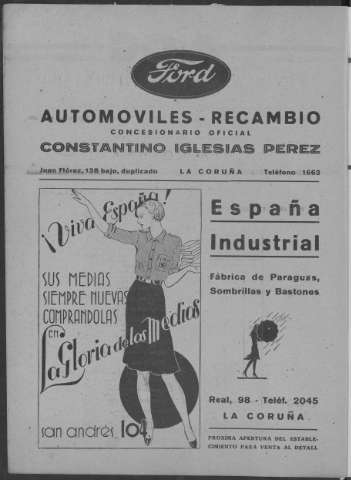 Ford
AUTOMOVILES - RECAMBIO
CONCESIONARIO OFICIAL
CONSTANTINO IGLESIAS PEREZ
Juan Flórez, 138 bajo, duplicado LA CORUÑA Teléfono 1663
¡Viva España!
SUS MEDIAS
SIEMPRE NUEVAS
COMPRANDOLAS
en
La Gloria de las Medias
san andrés, 104
España
Industrial
Fábrica de Paraguas,
Sombrillas y Bastones
Real, 98 - Teléf. 2045
LA CORUÑA
PROXIMA APERTURA DEL ESTABLE-
CIMIENTO PARA VENTA AL DETALL